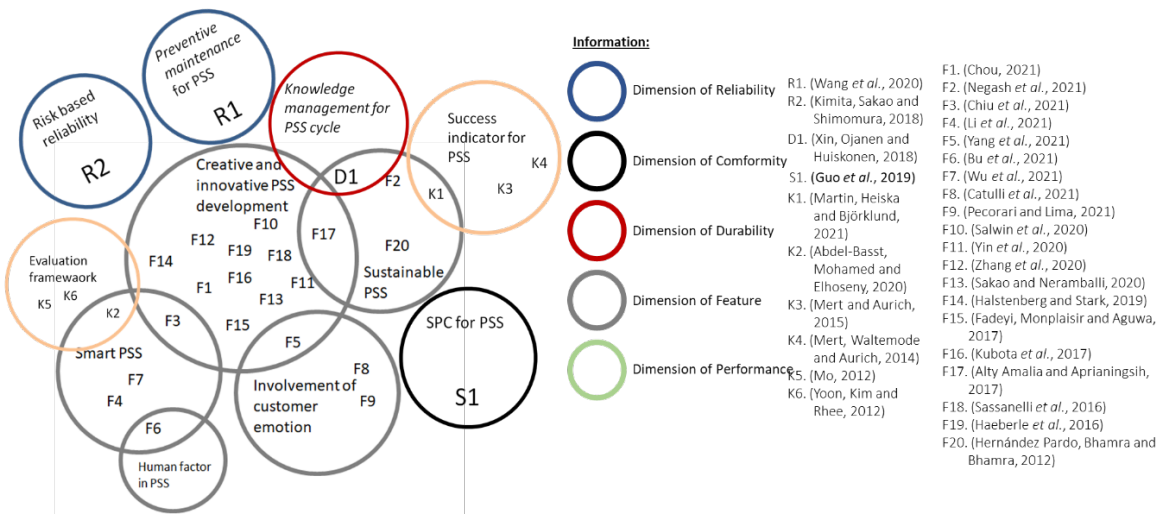 Preventive
maintenance
for PSS
R1
Risk based
reliability
R2
Knowledge
management for
PSS cycle
D1
Success
indicator for
PSS
K4
K3
K1
Creative and
innovative PSS
development
F2
F10
F12
F17
F19
F18
F20
F14
F16
F11
F1
F13
F15
Sustainable
PSS
Evaluation
framewaork
K5
K6
K2
F3
F5
SPC for PSS
S1
Smart PSS
F7
F4
F6
Involvement of
customer
emotion
F8
F9
Human factor
in PSS
Information:
Dimension of Reliability
Dimension of Comformity
Dimension of Durability
Dimension of Feature
Dimension of Performance
R1. (Wang et al., 2020)
R2. (Kimita, Sakao and
Shimomura, 2018)
D1. (Xin, Ojanen and
Huiskonen, 2018)
S1. (Guo et al., 2019)
K1. (Martin, Heiska
and Björklund,
2021)
K2. (Abdel-Basst,
Mohamed and
Elhoseny, 2020)
K3. (Mert and Aurich,
2015)
K4. (Mert, Waltemode
and Aurich, 2014)
K5. (Mo, 2012)
K6. (Yoon, Kim and
Rhee, 2012)
F1. (Chou, 2021)
F2. (Negash et al., 2021)
F3. (Chiu et al., 2021)
F4. (Li et al., 2021)
F5. (Yang et al., 2021)
F6. (Bu et al., 2021)
F7. (Wu et al., 2021)
F8. (Catulli et al., 2021)
F9. (Pecorari and Lima, 2021)
F10. (Salwin et al., 2020)
F11. (Yin et al., 2020)
F12. (Zhang et al., 2020)
F13. (Sakao and Neramballi, 2020)
F14. (Halstenberg and Stark, 2019)
F15. (Fadeyi, Monplaisir and Aguwa,
2017)
F16. (Kubota et al., 2017)
F17. (Alty Amalia and Aprianingsih,
2017)
F18. (Sassanelli et al., 2016)
F19. (Haeberle et al., 2016)
F20. (Hernández Pardo, Bhamra and
Bhamra, 2012)